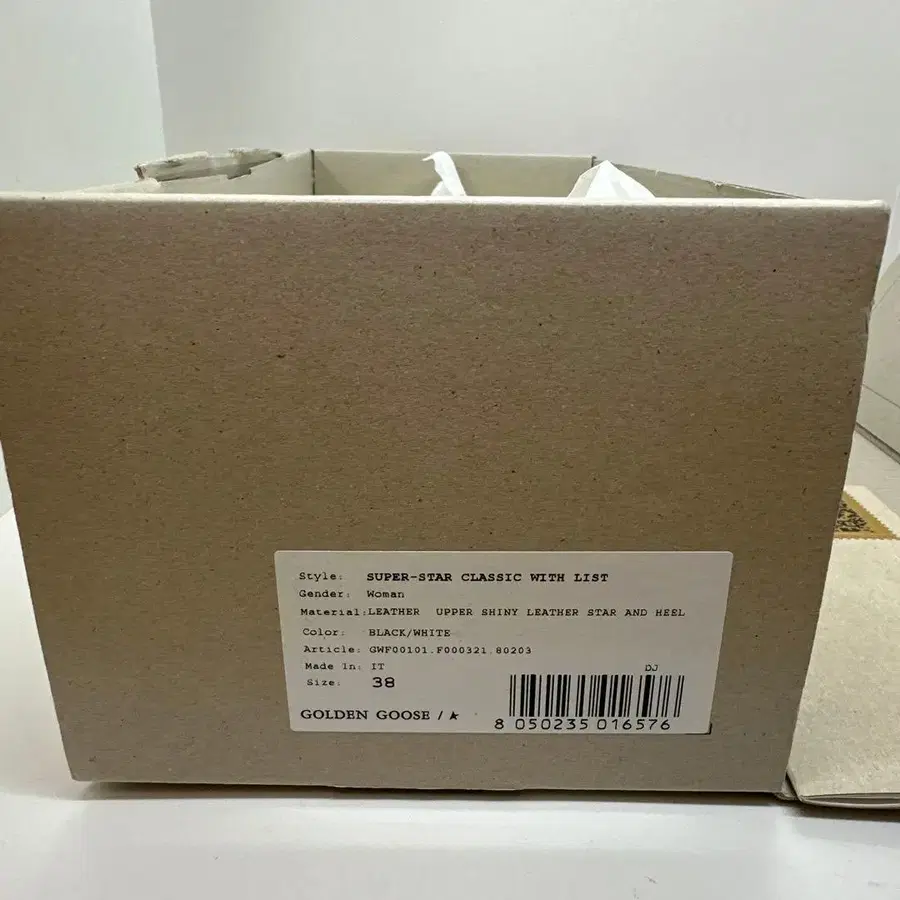 Style: SUPER-STAR CLASSIC WITH LIST
Gender: Woman
Material:LEATHER UPPER SHINY LEATHER STAR AND HEEL
Color: BLACK/WHITE
Article: GWF00101.F000321.80203
Made In: IT
Size: 38
DJ
GOLDEN GOOSE / ★
8 050235 016576